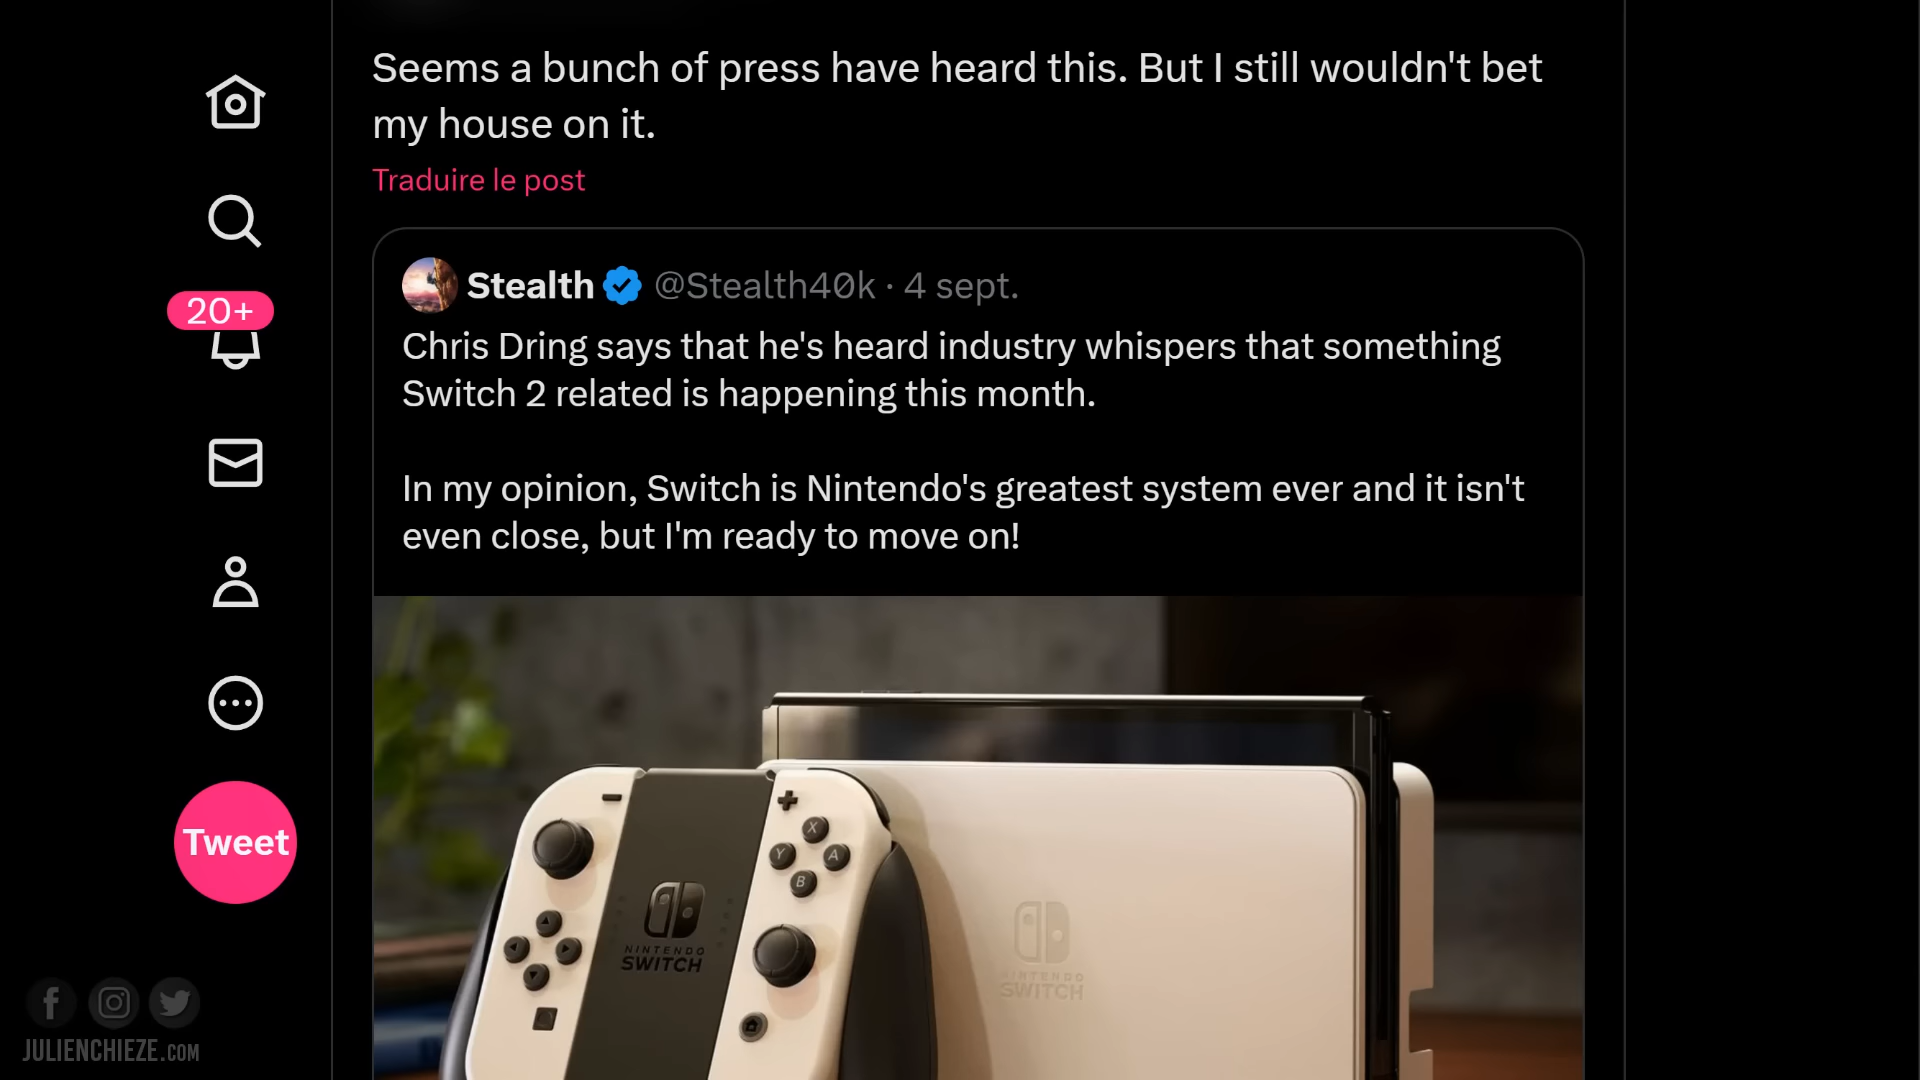 Seems a bunch of press have heard this. But I still wouldn't bet
my house on it.
Traduire le post
20+
Stealth @Stealth40k · 4 sept.
Chris Dring says that he's heard industry whispers that something
Switch 2 related is happening this month.
In my opinion, Switch is Nintendo's greatest system ever and it isn't
even close, but I'm ready to move on!
Tweet
X
Y A
B
NINTENDO
SWITCH
NINTENDO
SWITCH
JULIENCHIEZE.COM